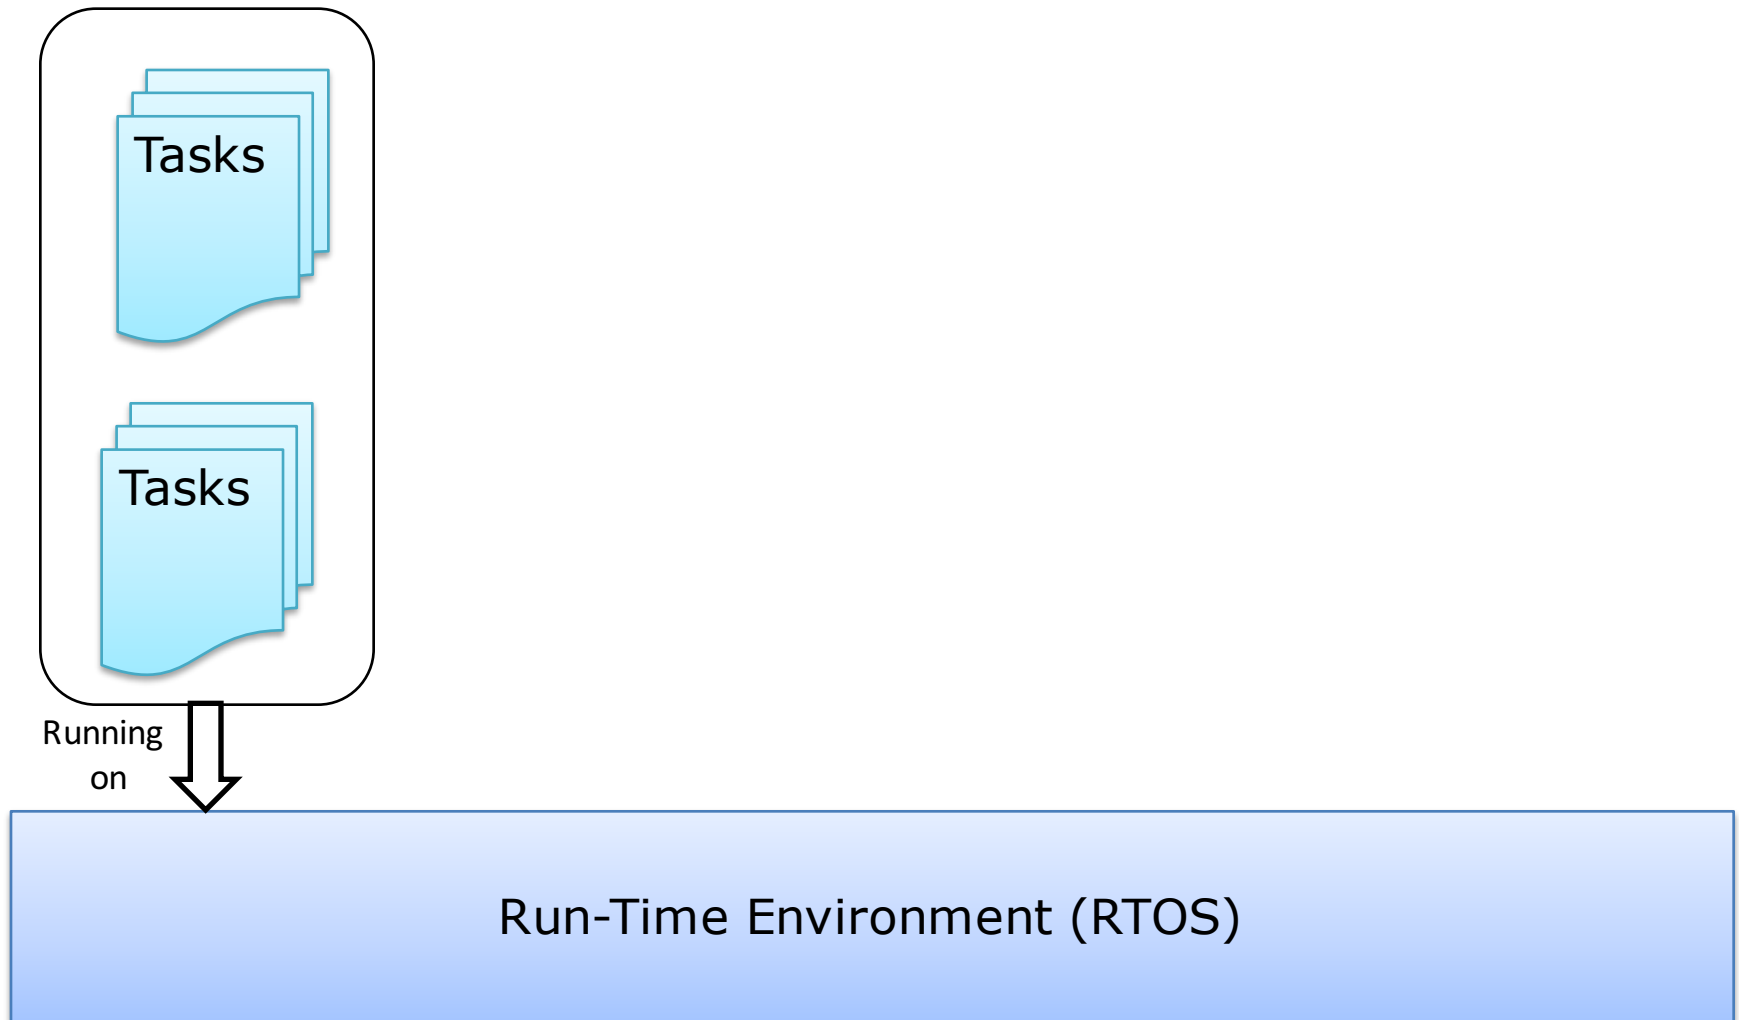 Tasks
Tasks
Running
on
Run-Time Environment (RTOS)